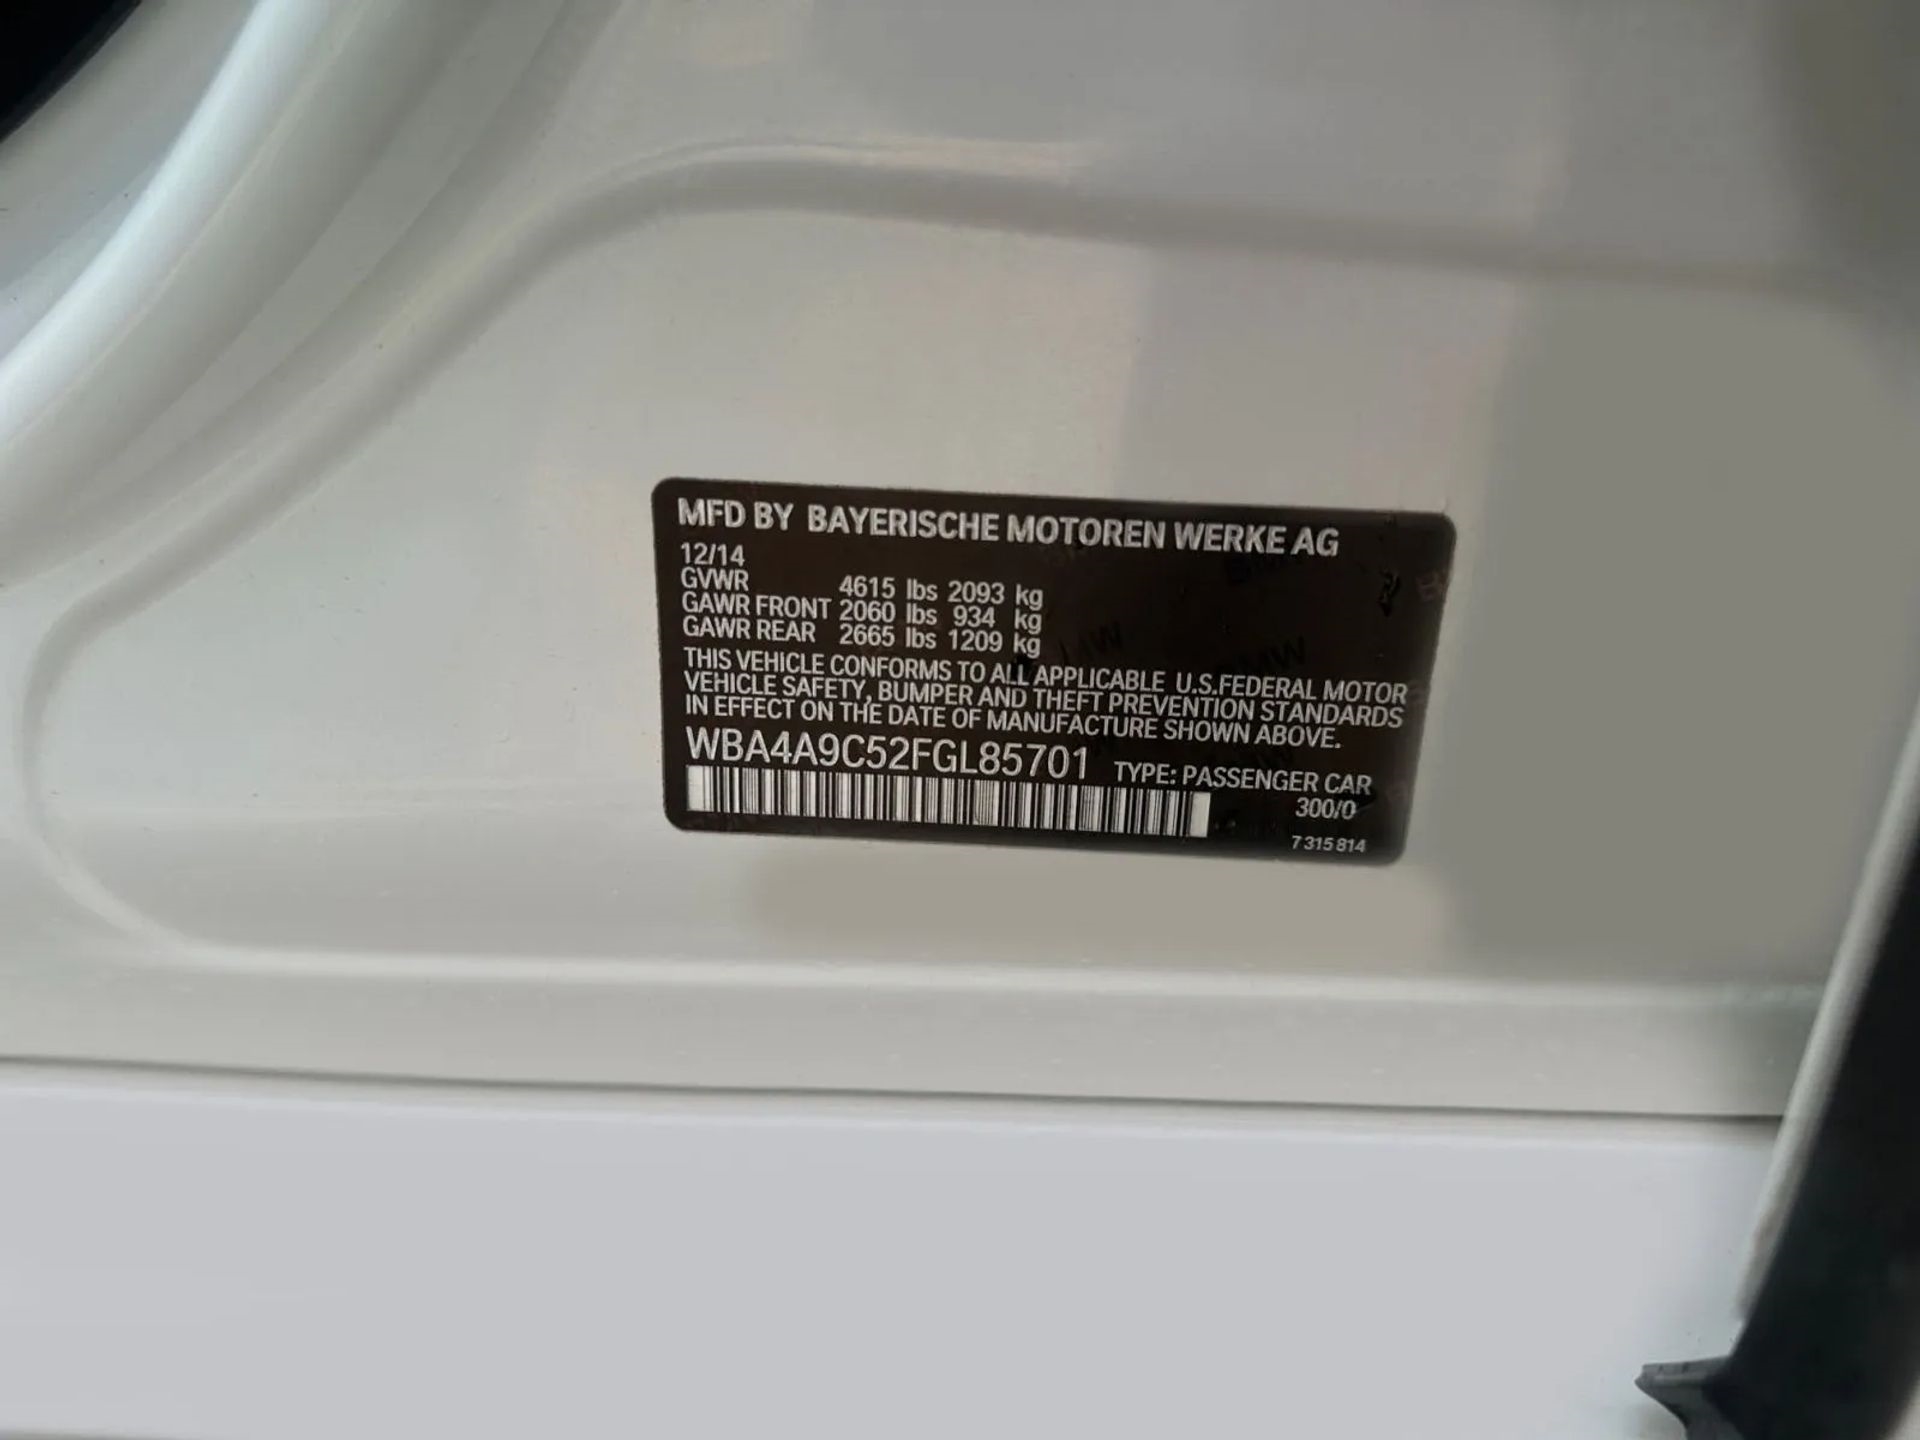 MFD BY BAYERISCHE MOTOREN WERKE AG
12/14
GVWR 4615 lbs 2093 kg
GAWR FRONT 2060 lbs 934 kg
GAWR REAR 2665 lbs 1209 kg
THIS VEHICLE CONFORMS TO ALL APPLICABLE U.S.FEDERAL MOTOR
VEHICLE SAFETY, BUMPER AND THEFT PREVENTION STANDARDS
IN EFFECT ON THE DATE OF MANUFACTURE SHOWN ABOVE.
WBA4A9C52FGL85701 TYPE: PASSENGER CAR
300/0
7 315 814